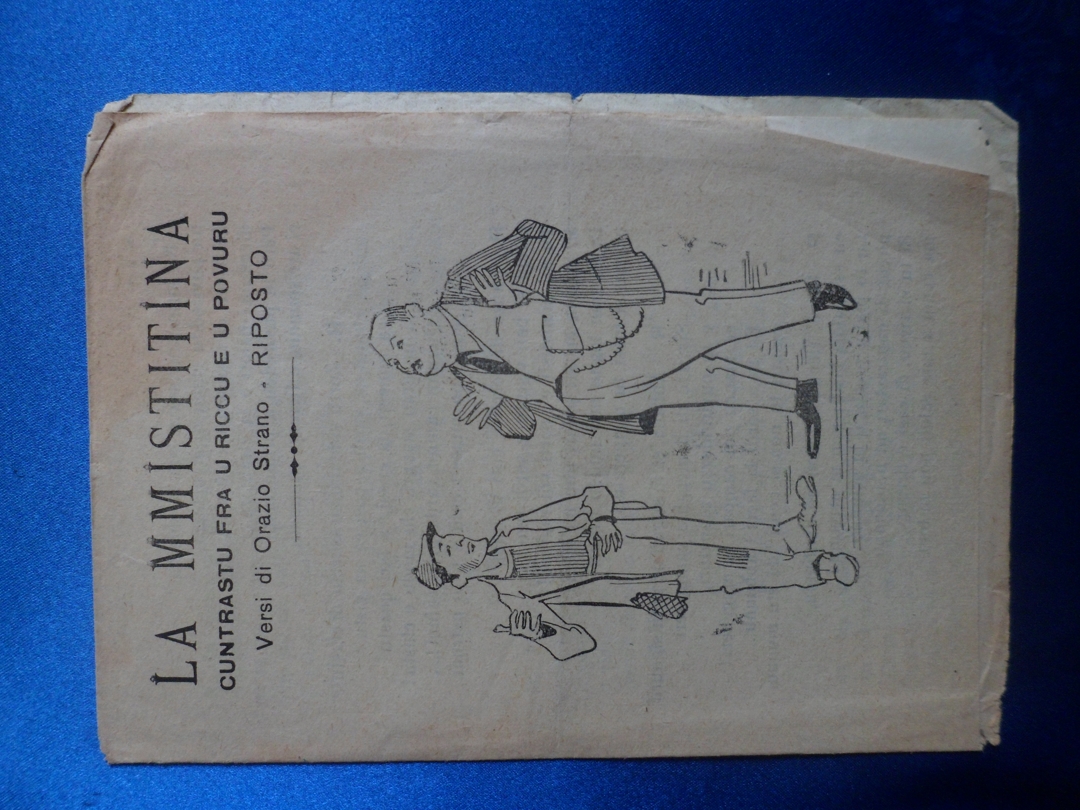 LA MMISTITINA
CUNTRASTU FRA U RICCU E U POVURU
Versi di Orazio Strano - RIPOSTO